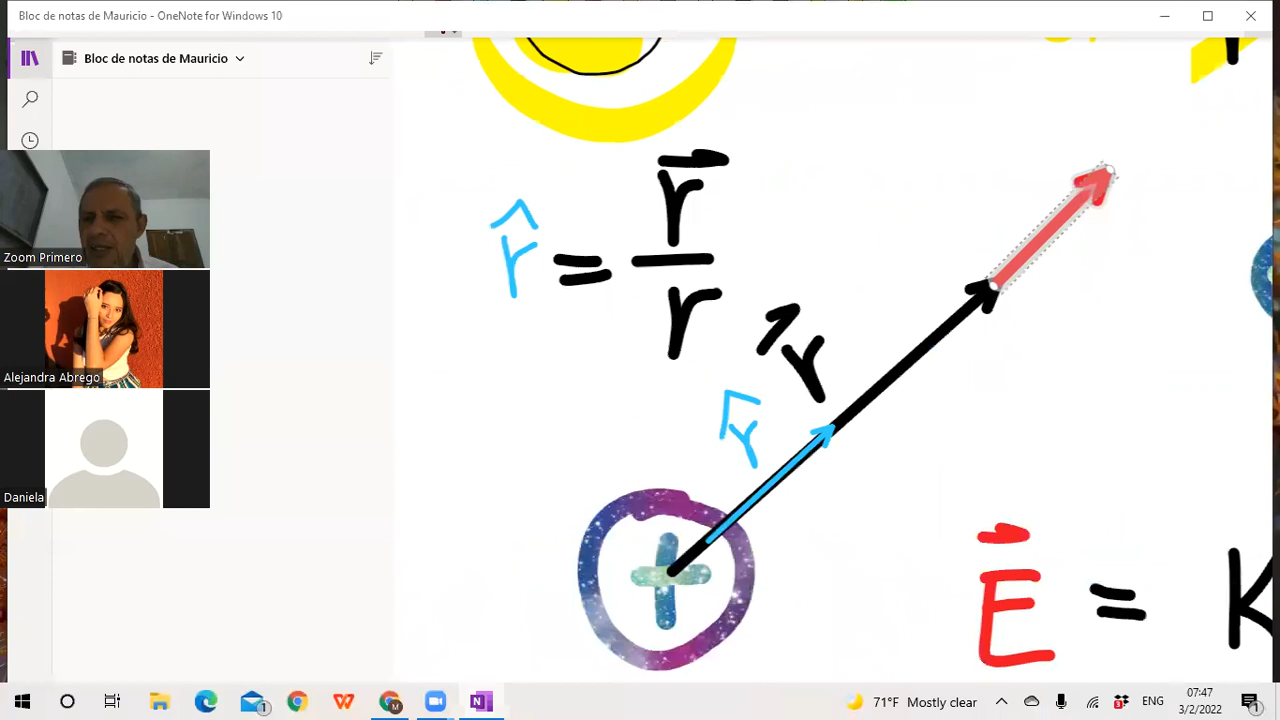 Bloc de notas de Mauricio - OneNote for Windows 10
Bloc de notas de Mauricio
Zoom Primero
Alejandra Abrego
Daniela
r̂ = r⃗ / r
r⃗
r̂
E⃗ = K
71°F Mostly clear
ENG
07:47
3/2/2022